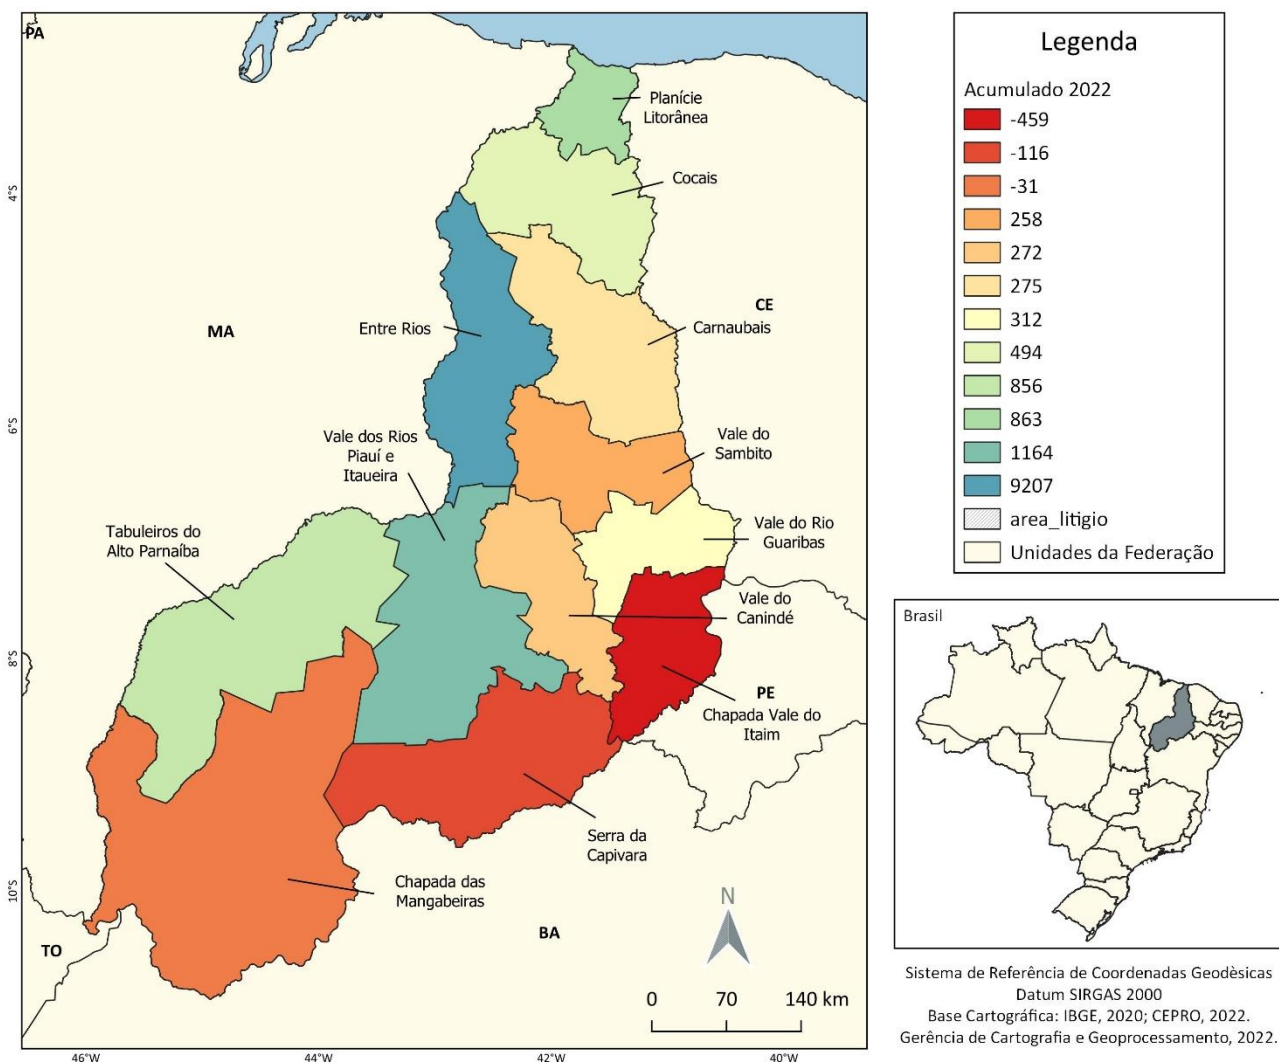 PA
Planície
Litorânea
Cocais
CE
MA
Entre Rios
Carnaubais
Vale dos Rios
Piauí e
Itaueira
Vale do
Sambito
Tabuleiros do
Alto Parnaíba
Vale do Rio
Guaribas
Vale do
Canindé
PE
Chapada Vale do
Itaim
Serra da
Capivara
Chapada das
Mangabeiras
TO
BA
N
0 70 140 km
4°S
6°S
8°S
10°S
46°W 44°W 42°W 40°W
Legenda
Acumulado 2022
-459
-116
-31
258
272
275
312
494
856
863
1164
9207
area_litigio
Unidades da Federação
Brasil
Sistema de Referência de Coordenadas Geodèsicas
Datum SIRGAS 2000
Base Cartográfica: IBGE, 2020; CEPRO, 2022.
Gerência de Cartografia e Geoprocessamento, 2022.